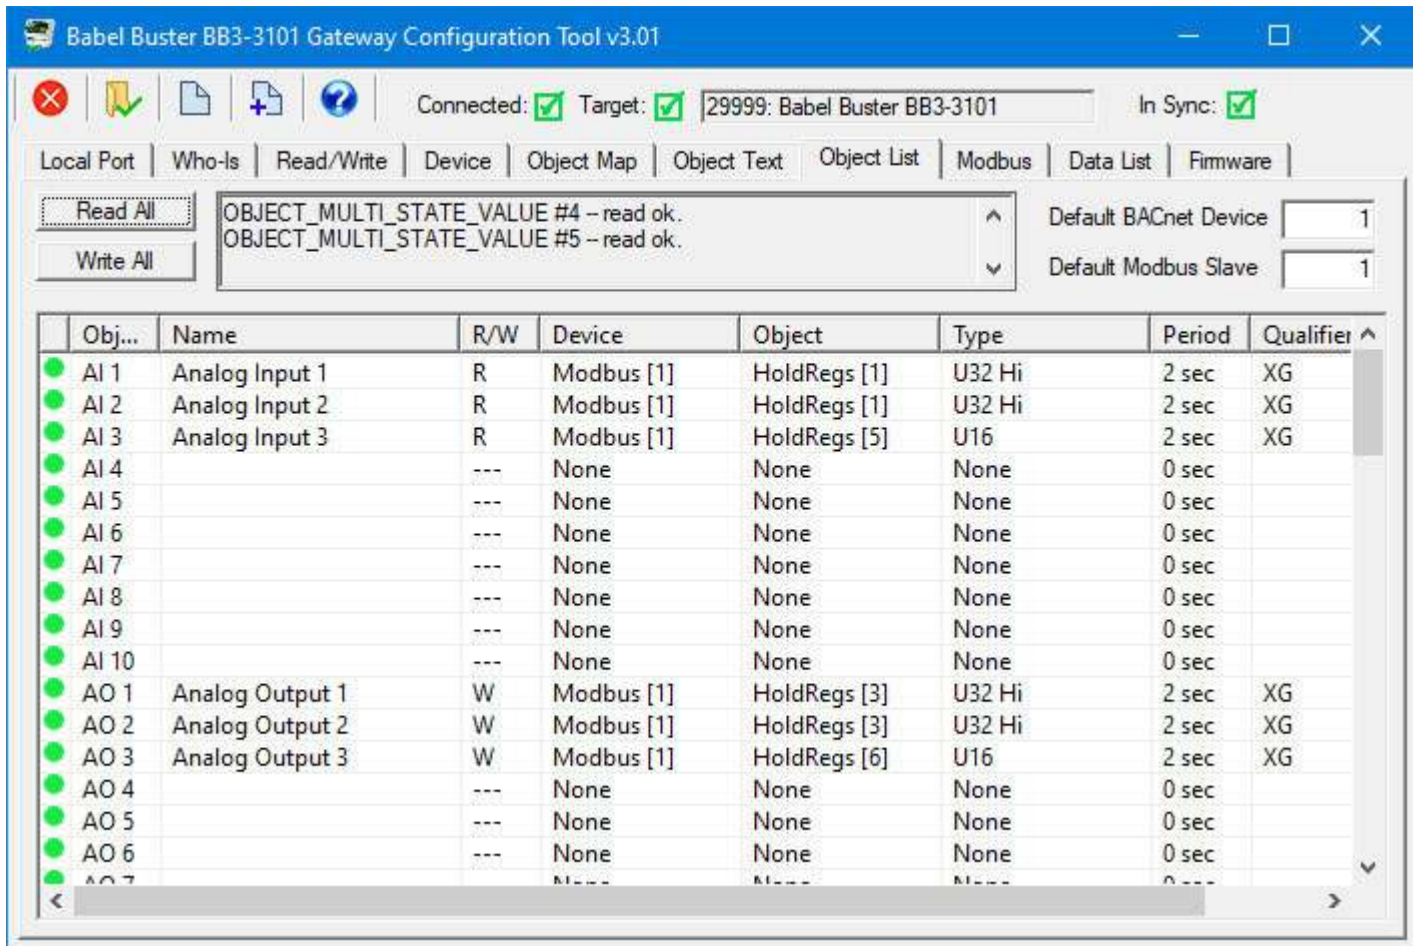 Babel Buster BB3-3101 Gateway Configuration Tool v3.01
Connected: Target: 29999: Babel Buster BB3-3101 In Sync:
Local Port Who-Is Read/Write Device Object Map Object Text Object List Modbus Data List Firmware
Read All
OBJECT_MULTI_STATE_VALUE #4 -- read ok.
Default BACnet Device 1
OBJECT_MULTI_STATE_VALUE #5 -- read ok.
Write All
Default Modbus Slave 1
Obj... Name R/W Device Object Type Period Qualifier
AI 1 Analog Input 1 R Modbus [1] HoldRegs [1] U32 Hi 2 sec XG
AI 2 Analog Input 2 R Modbus [1] HoldRegs [1] U32 Hi 2 sec XG
AI 3 Analog Input 3 R Modbus [1] HoldRegs [5] U16 2 sec XG
AI 4 --- None None None 0 sec
AI 5 --- None None None 0 sec
AI 6 --- None None None 0 sec
AI 7 --- None None None 0 sec
AI 8 --- None None None 0 sec
AI 9 --- None None None 0 sec
AI 10 --- None None None 0 sec
AO 1 Analog Output 1 W Modbus [1] HoldRegs [3] U32 Hi 2 sec XG
AO 2 Analog Output 2 W Modbus [1] HoldRegs [3] U32 Hi 2 sec XG
AO 3 Analog Output 3 W Modbus [1] HoldRegs [6] U16 2 sec XG
AO 4 --- None None None 0 sec
AO 5 --- None None None 0 sec
AO 6 --- None None None 0 sec